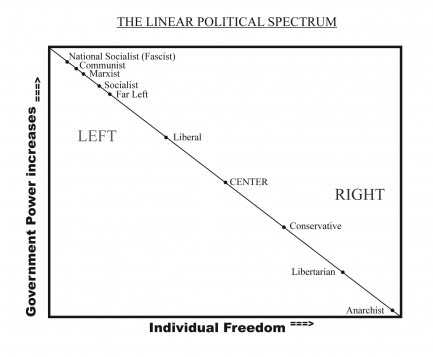 THE LINEAR POLITICAL SPECTRUM
National Socialist (Fascist)
Communist
Marxist
Socialist
Far Left
LEFT
Liberal
CENTER
RIGHT
Conservative
Libertarian
Anarchist
Government Power increases ===>
Individual Freedom ===>